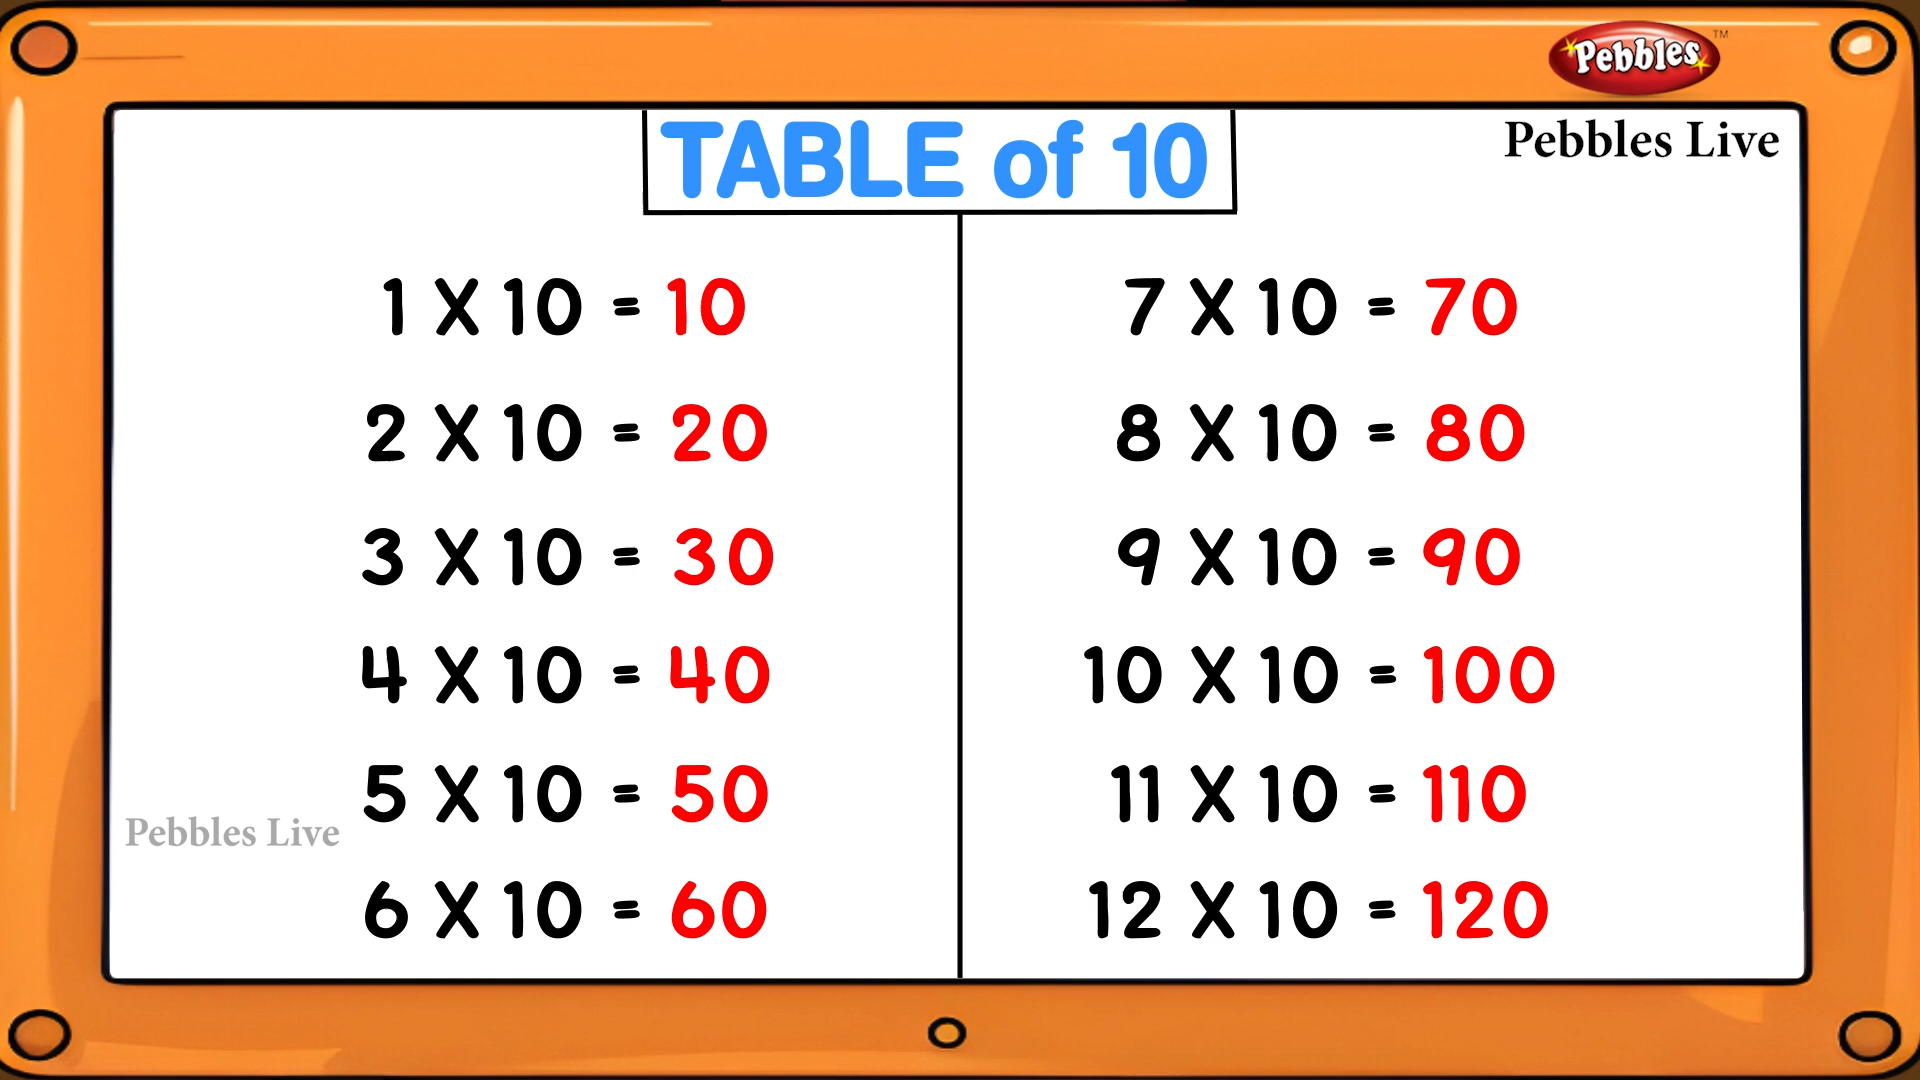 Pebbles™
Pebbles Live
TABLE of 10
1 X 10 = 10
2 X 10 = 20
3 X 10 = 30
4 X 10 = 40
5 X 10 = 50
6 X 10 = 60
7 X 10 = 70
8 X 10 = 80
9 X 10 = 90
10 X 10 = 100
11 X 10 = 110
12 X 10 = 120
Pebbles Live